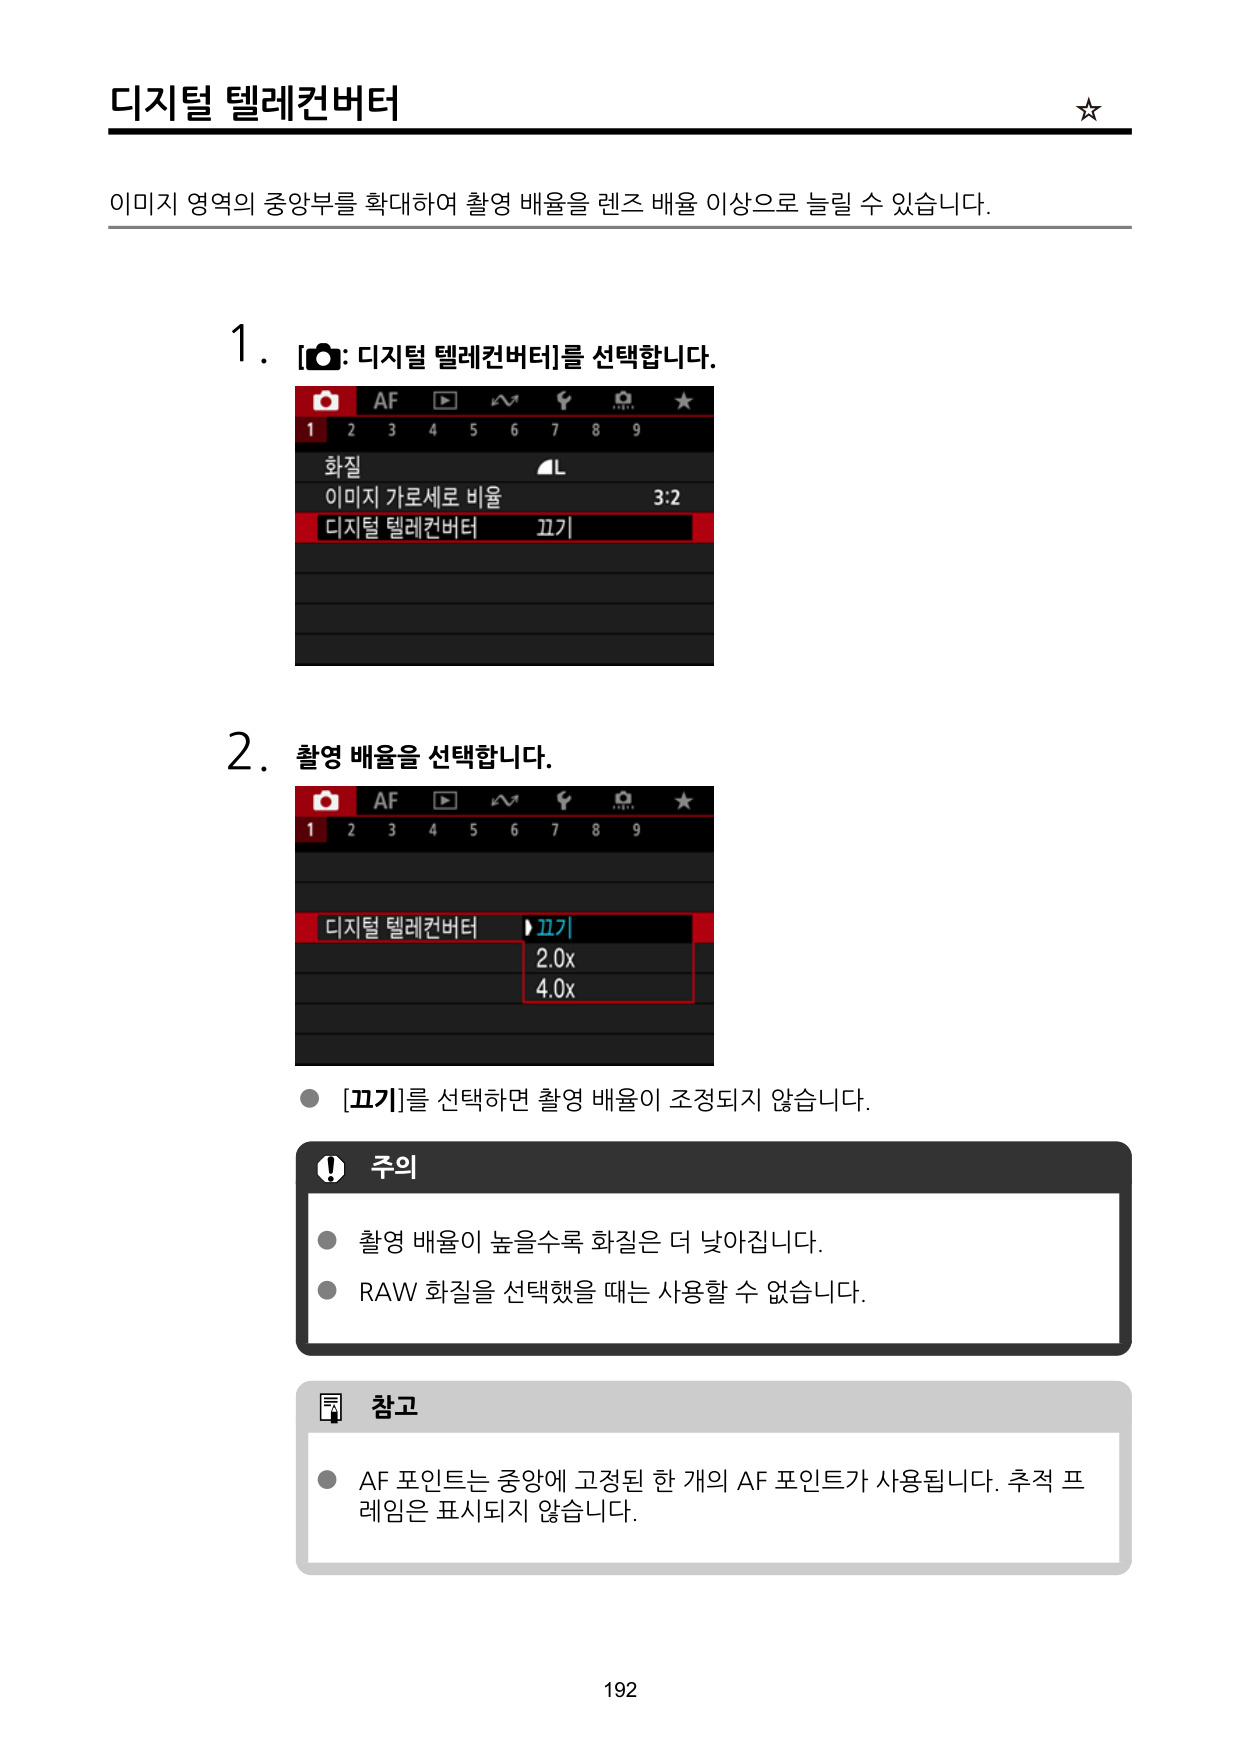 디지털 텔레컨버터 ☆
이미지 영역의 중앙부를 확대하여 촬영 배율을 렌즈 배율 이상으로 늘릴 수 있습니다.
1. [: 디지털 텔레컨버터]를 선택합니다.
AF
1 2 3 4 5 6 7 8 9
화질 L
이미지 가로세로 비율 3:2
디지털 텔레컨버터 끄기
2. 촬영 배율을 선택합니다.
AF
1 2 3 4 5 6 7 8 9
디지털 텔레컨버터 끄기
2.0x
4.0x
● [끄기]를 선택하면 촬영 배율이 조정되지 않습니다.
주의
● 촬영 배율이 높을수록 화질은 더 낮아집니다.
● RAW 화질을 선택했을 때는 사용할 수 없습니다.
참고
● AF 포인트는 중앙에 고정된 한 개의 AF 포인트가 사용됩니다. 추적 프
레임은 표시되지 않습니다.
192